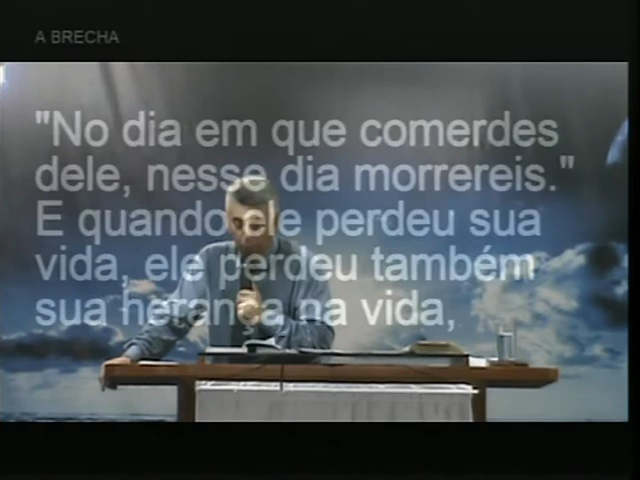 A BRECHA
"No dia em que comerdes
dele, nesse dia morrereis."
E quando ele perdeu sua
vida, ele perdeu também
sua herança na vida,